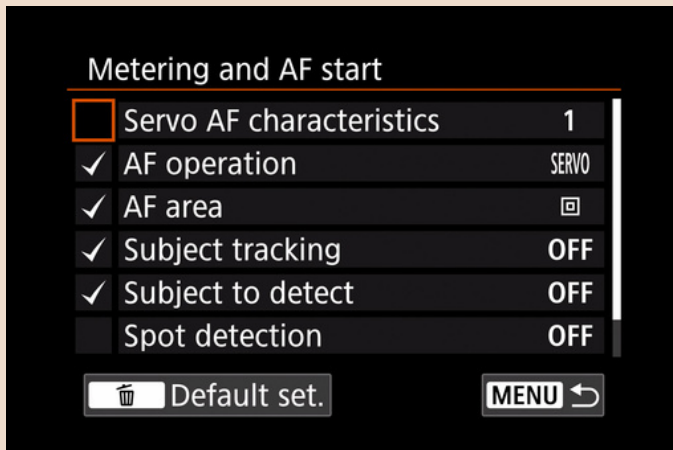 Metering and AF start
Servo AF characteristics 1
AF operation SERVO
AF area
Subject tracking OFF
Subject to detect OFF
Spot detection OFF
Default set. MENU